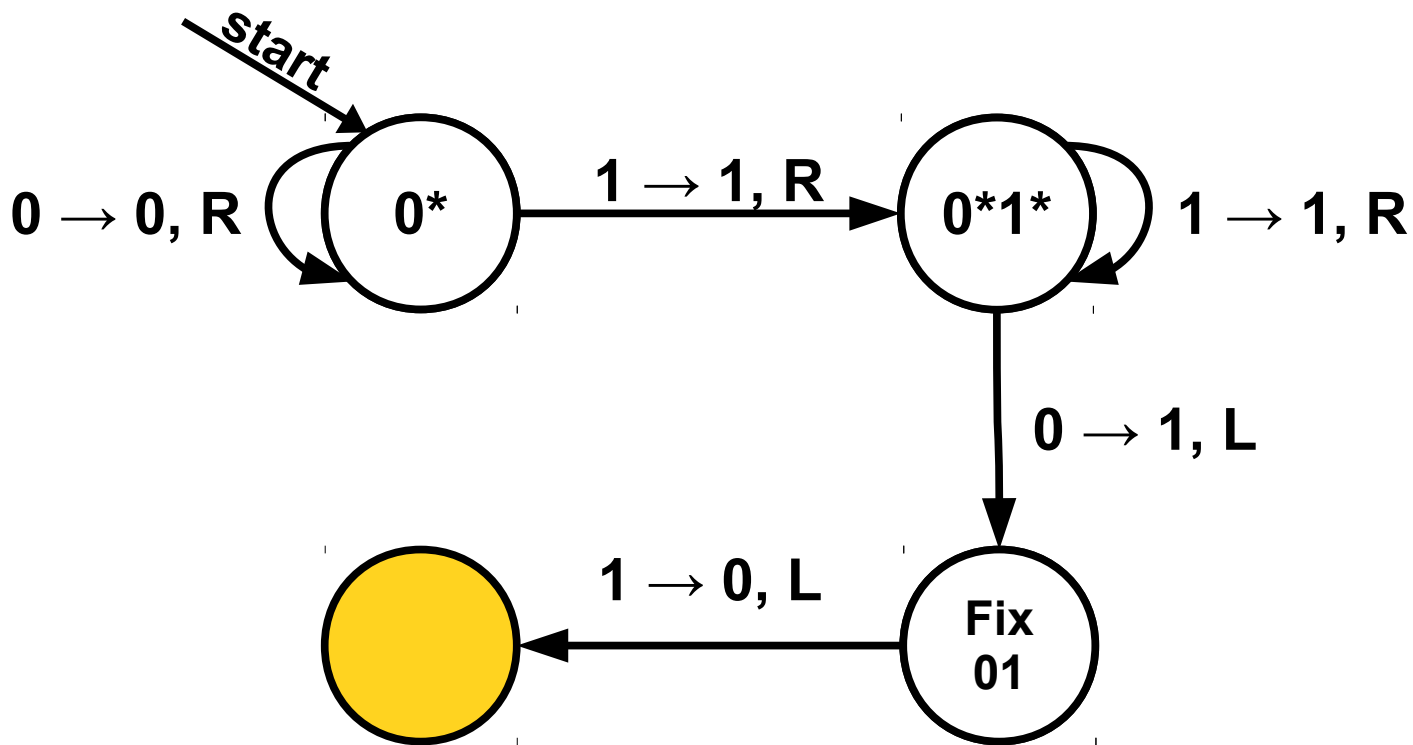 start
0*
1 → 1, R
0*1*
0 → 0, R
1 → 1, R
0 → 1, L
1 → 0, L
Fix
01